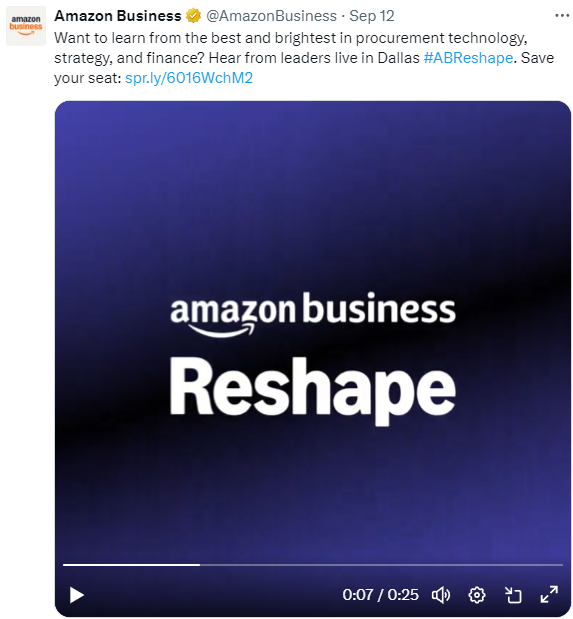 amazon
business
Amazon Business @AmazonBusiness · Sep 12
Want to learn from the best and brightest in procurement technology,
strategy, and finance? Hear from leaders live in Dallas #ABReshape. Save
your seat: spr.ly/6016WchM2
amazon business
Reshape
0:07 / 0:25